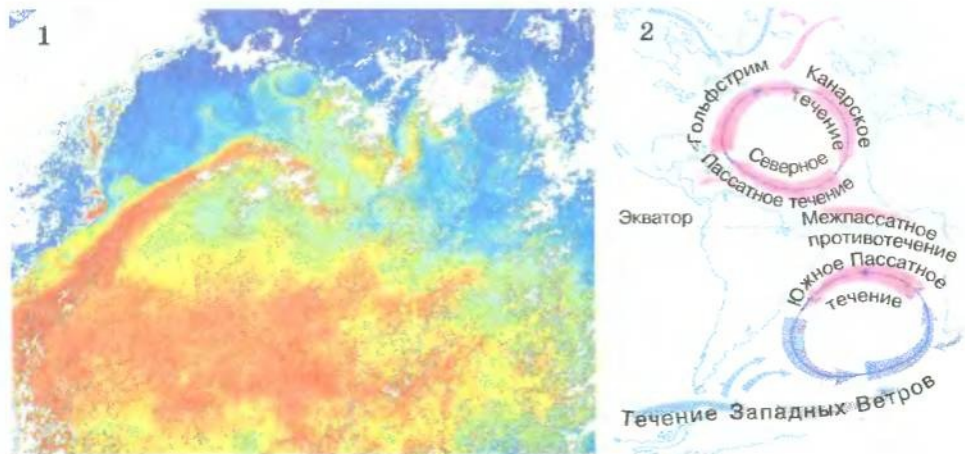 1
2
Гольфстрим
Канарское
течение
Северное
Пассатное течение
Экватор
Межпассатное
противотечение
Южное Пассатное
течение
Течение Западных Ветров